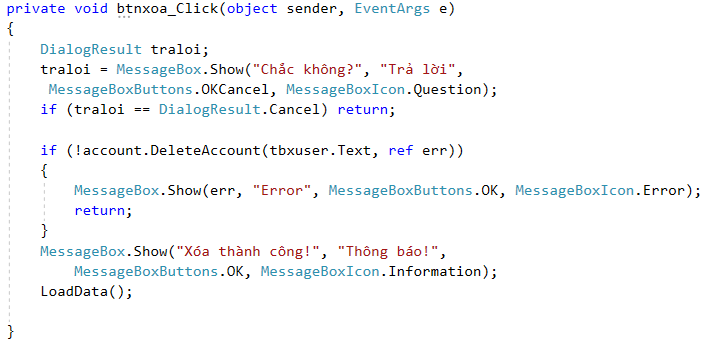 private void btnxoa_Click(object sender, EventArgs e)
{
DialogResult traloi;
traloi = MessageBox.Show("Chắc không?", "Trả lời",
MessageBoxButtons.OKCancel, MessageBoxIcon.Question);
if (traloi == DialogResult.Cancel) return;
if (!account.DeleteAccount(tbxuser.Text, ref err))
{
MessageBox.Show(err, "Error", MessageBoxButtons.OK, MessageBoxIcon.Error);
return;
}
MessageBox.Show("Xóa thành công!", "Thông báo!",
MessageBoxButtons.OK, MessageBoxIcon.Information);
LoadData();
}